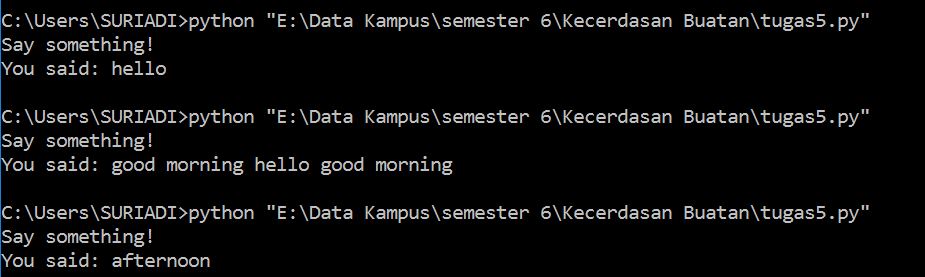 C:\Users\SURIADI>python "E:\Data Kampus\semester 6\Kecerdasan Buatan\tugas5.py"
Say something!
You said: hello
C:\Users\SURIADI>python "E:\Data Kampus\semester 6\Kecerdasan Buatan\tugas5.py"
Say something!
You said: good morning hello good morning
C:\Users\SURIADI>python "E:\Data Kampus\semester 6\Kecerdasan Buatan\tugas5.py"
Say something!
You said: afternoon